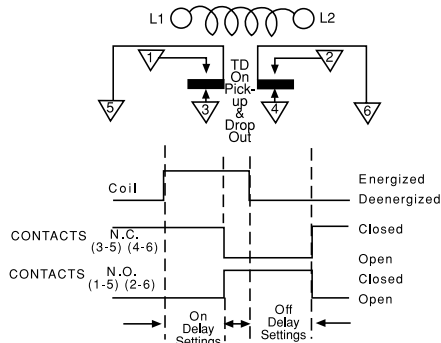 L1 L2
1 2
TD
On
Pick-
up
&
Drop
Out
5 3 4 6
Coil
Energized
Deenergized
CONTACTS N.C.
(3-5) (4-6)
Closed
Open
CONTACTS N.O.
(1-5) (2-6)
Closed
Open
On
Delay
Settings
Off
Delay
Settings